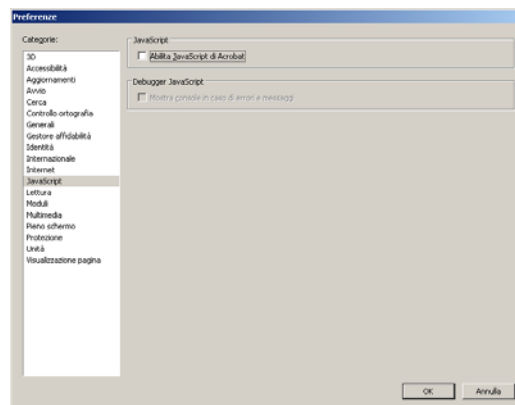 Preferenze
Categorie:
3D
Accessibilità
Aggiornamenti
Avvio
Cerca
Controllo ortografia
Generali
Gestore affidabilità
Identità
Internazionale
Internet
JavaScript
Lettura
Moduli
Multimedia
Pieno schermo
Protezione
Unità
Visualizzazione pagina
JavaScript
Abilita JavaScript di Acrobat
Debugger JavaScript
Mostra console in caso di errori e messaggi
OK
Annulla